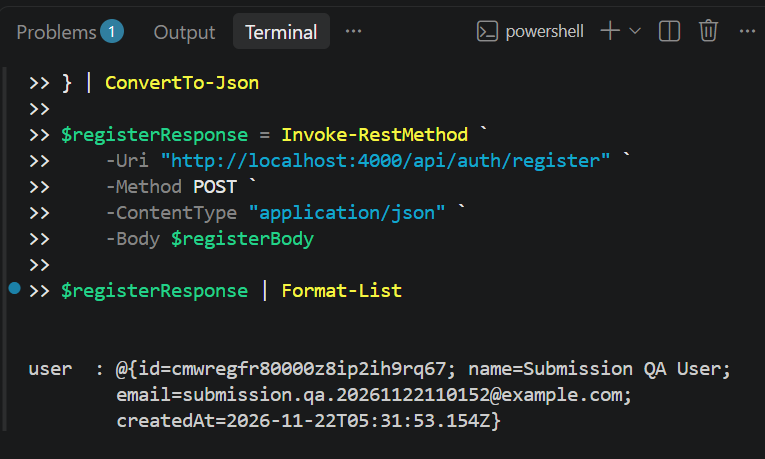 Problems 1 Output Terminal ··· powershell ···
>> } | ConvertTo-Json
>>
>> $registerResponse = Invoke-RestMethod `
>>     -Uri "http://localhost:4000/api/auth/register" `
>>     -Method POST `
>>     -ContentType "application/json" `
>>     -Body $registerBody
>>
>> $registerResponse | Format-List
user  : @{id=cmwregfr80000z8ip2ih9rq67; name=Submission QA User;
        email=submission.qa.20261122110152@example.com;
        createdAt=2026-11-22T05:31:53.154Z}